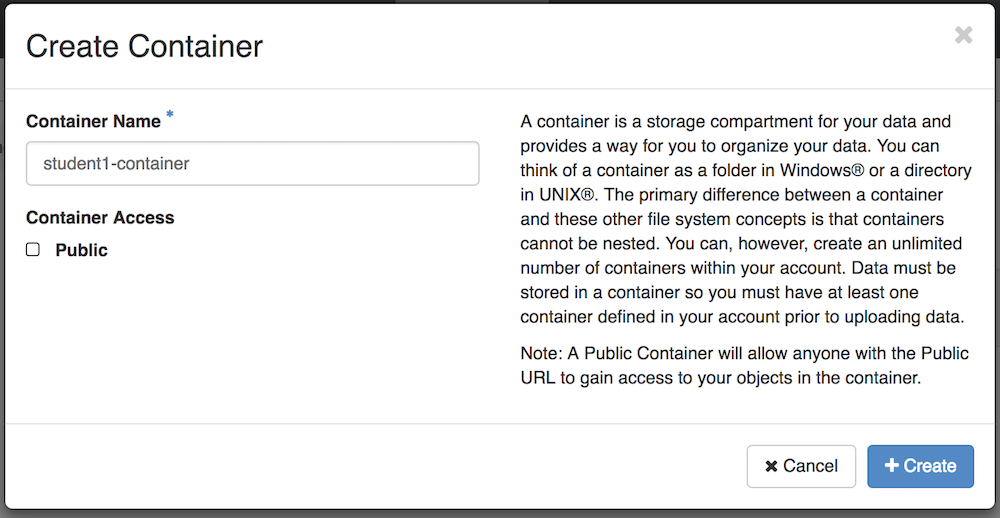 Create Container
Container Name *
student1-container
Container Access
Public
A container is a storage compartment for your data and
provides a way for you to organize your data. You can
think of a container as a folder in Windows® or a directory
in UNIX®. The primary difference between a container
and these other file system concepts is that containers
cannot be nested. You can, however, create an unlimited
number of containers within your account. Data must be
stored in a container so you must have at least one
container defined in your account prior to uploading data.
Note: A Public Container will allow anyone with the Public
URL to gain access to your objects in the container.
Cancel
Create